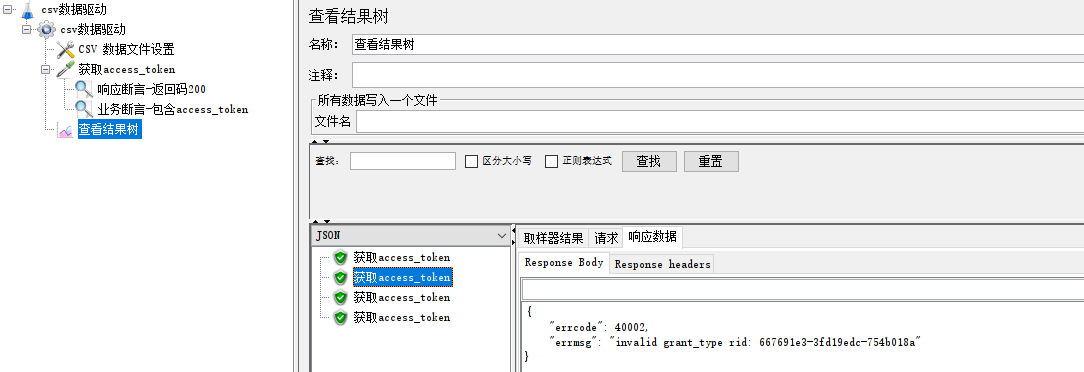 csv数据驱动
csv数据驱动
CSV 数据文件设置
获取access_token
响应断言-返回码200
业务断言-包含access_token
查看结果树
查看结果树
名称： 查看结果树
注释：
所有数据写入一个文件
文件名
查找： 区分大小写 正则表达式 查找 重置
JSON
获取access_token
获取access_token
获取access_token
获取access_token
取样器结果 请求 响应数据
Response Body Response headers
{
"errcode": 40002,
"errmsg": "invalid grant_type rid: 667691e3-3fd19edc-754b018a"
}